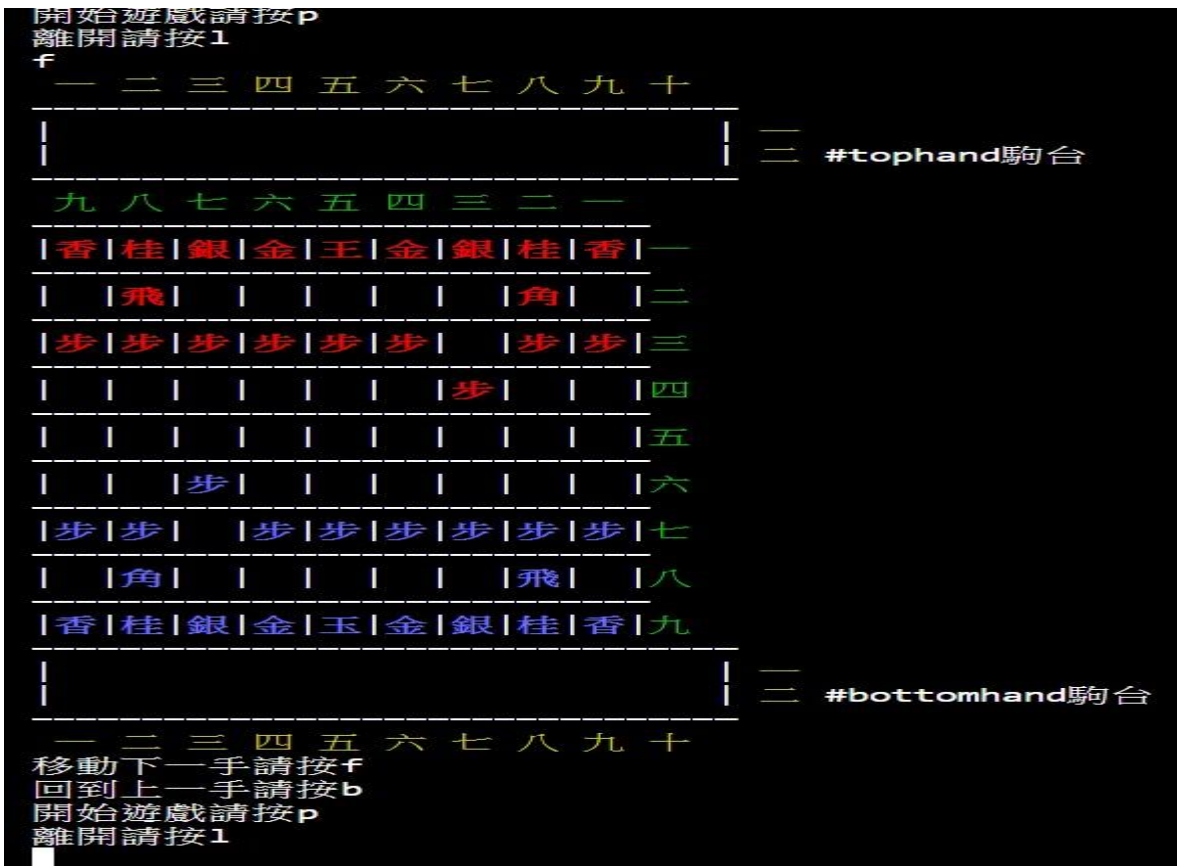 開始遊戲請按p
離開請按l
f
一 二 三 四 五 六 七 八 九 十
一
二 #tophand駒台
九 八 七 六 五 四 三 二 一
|香|桂|銀|金|王|金|銀|桂|香|一
| |飛| | | | | |角| |二
|步|步|步|步|步|步| |步|步|三
| | | | | | |步| | |四
| | | | | | | | | |五
| | |步| | | | | | |六
|步|步| |步|步|步|步|步|步|七
| |角| | | | | |飛| |八
|香|桂|銀|金|玉|金|銀|桂|香|九
一
二 #bottomhand駒台
一 二 三 四 五 六 七 八 九 十
移動下一手請按f
回到上一手請按b
開始遊戲請按p
離開請按l